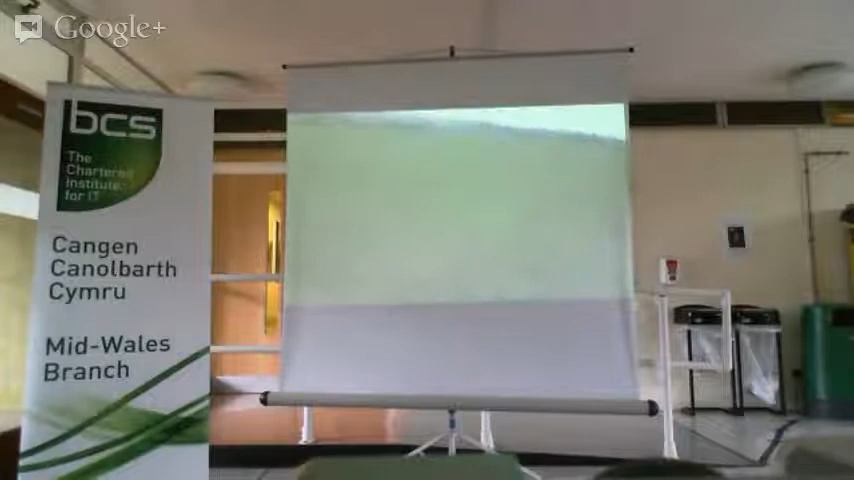 Google+
bcs
The
Chartered
Institute
for IT
Cangen
Canolbarth
Cymru
Mid-Wales
Branch